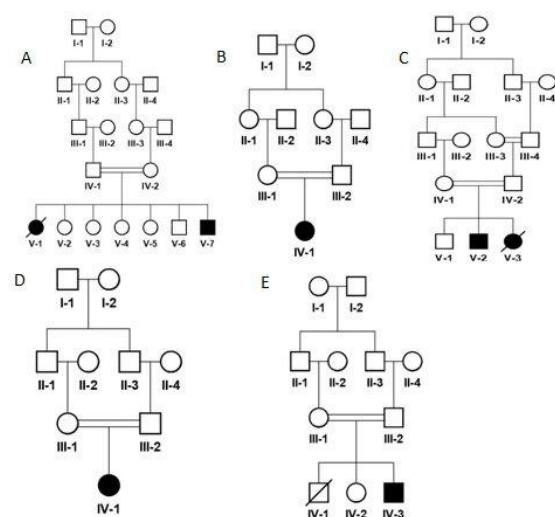 A
I-1 I-2
II-1 II-2 II-3 II-4
III-1 III-2 III-3 III-4
IV-1 IV-2
V-1 V-2 V-3 V-4 V-5 V-6 V-7
B
I-1 I-2
II-1 II-2 II-3 II-4
III-1 III-2
IV-1
C
I-1 I-2
II-1 II-2 II-3 II-4
III-1 III-2 III-3 III-4
IV-1 IV-2
V-1 V-2 V-3
D
I-1 I-2
II-1 II-2 II-3 II-4
III-1 III-2
IV-1
E
I-1 I-2
II-1 II-2 II-3 II-4
III-1 III-2
IV-1 IV-2 IV-3